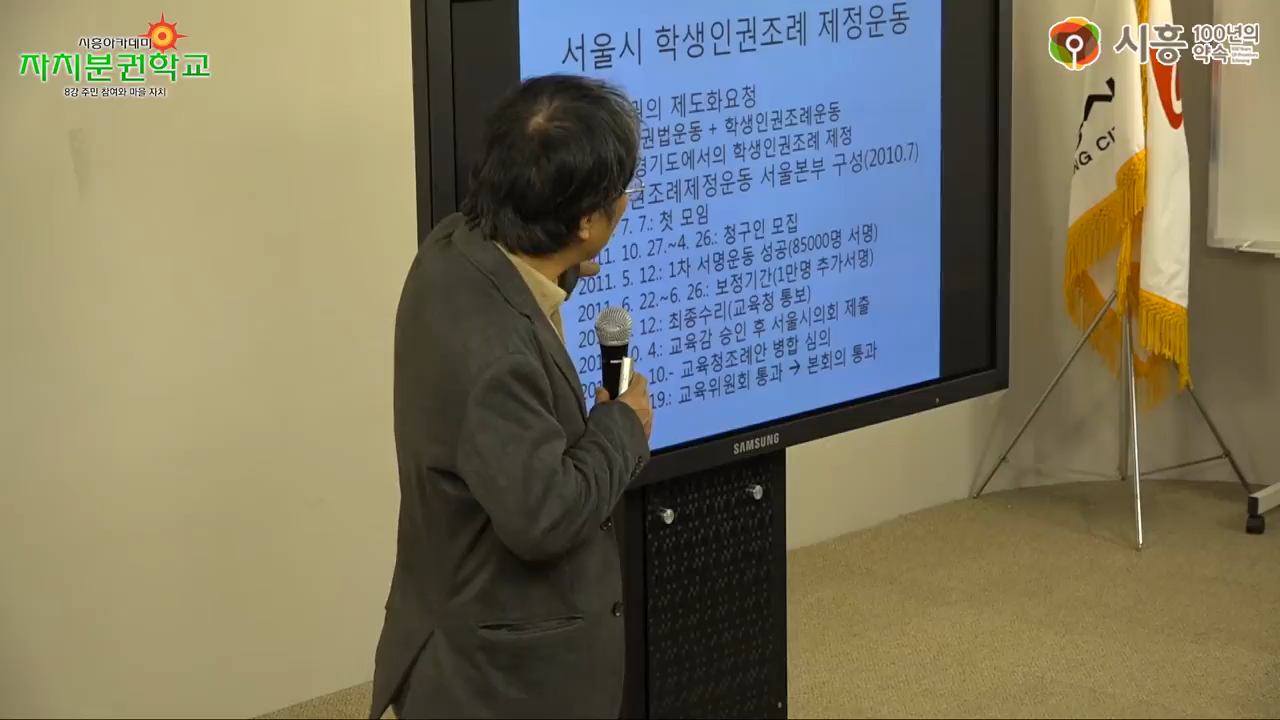 시흥아카데미
자치분권학교
8강 주민 참여와 마을 자치
시흥 100년의 약속
서울시 학생인권조례 제정운동
의 제도화요청
권법운동 + 학생인권조례운동
경기도에서의 학생인권조례 제정
조례제정운동 서울본부 구성(2010.7)
7. 7.: 첫 모임
10. 27.~4. 26.: 청구인 모집
2011. 5. 12.: 1차 서명운동 성공(85000명 서명)
2011. 6. 22.~6. 26.: 보정기간(1만명 추가서명)
12.: 최종수리(교육청 통보)
4.: 교육감 승인 후 서울시의회 제출
10.- 교육청조례안 병합 심의
19.: 교육위원회 통과 → 본회의 통과
SAMSUNG